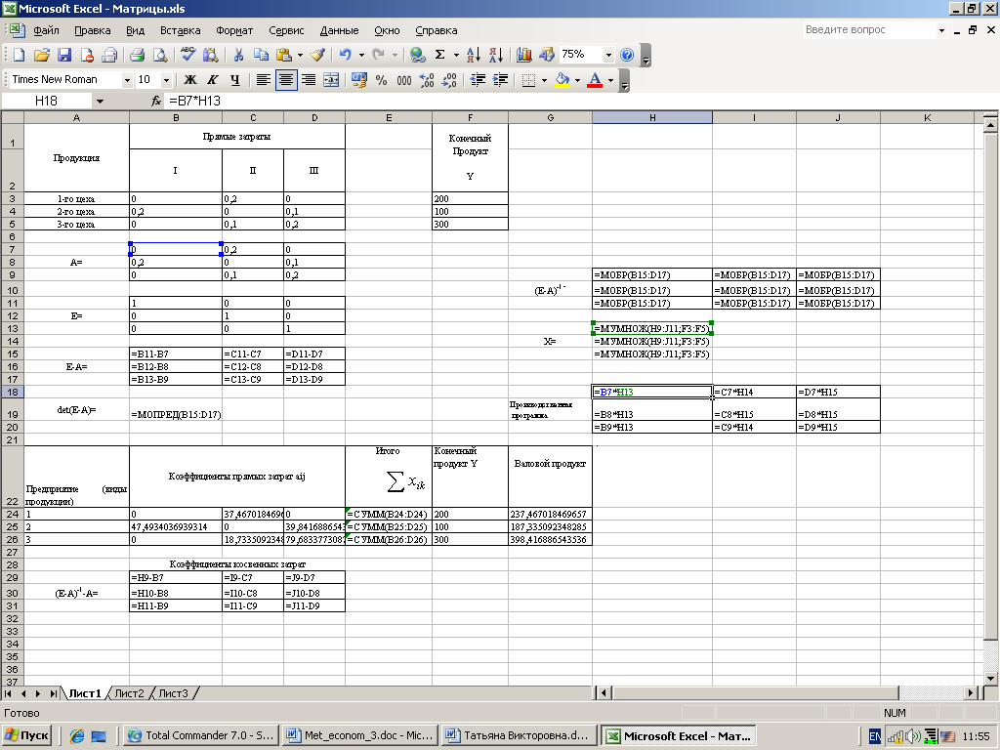 Microsoft Excel - Матрицы.xls
Файл Правка Вид Вставка Формат Сервис Данные Окно Справка Введите вопрос
75%
Times New Roman 10 Ж К Ч % 000
H18 fx =B7*H13
A B C D E F G H I J K
1 Продукция Прямые затраты Конечный
Продукт
2 I II III Y
3 1-го цеха 0 0,2 0 200
4 2-го цеха 0,2 0 0,1 100
5 3-го цеха 0 0,1 0,2 300
6
7 0 0,2 0
8 A= 0,2 0 0,1
9 0 0,1 0,2 =МОБР(B15:D17) =МОБР(B15:D17) =МОБР(B15:D17)
10 (E-A)-1 = =МОБР(B15:D17) =МОБР(B15:D17) =МОБР(B15:D17)
11 1 0 0 =МОБР(B15:D17) =МОБР(B15:D17) =МОБР(B15:D17)
12 E= 0 1 0
13 0 0 1 =МУМНОЖ(H9:J11;F3:F5)
14 X= =МУМНОЖ(H9:J11;F3:F5)
15 =B11-B7 =C11-C7 =D11-D7 =МУМНОЖ(H9:J11;F3:F5)
16 E-A= =B12-B8 =C12-C8 =D12-D8
17 =B13-B9 =C13-C9 =D13-D9
18 =B7*H13 =C7*H14 =D7*H15
19 det(E-A)= =МОПРЕД(B15:D17) Производственная
программа =B8*H13 =C8*H15 =D8*H15
20 =B9*H13 =C9*H14 =D9*H15
21
22 Предприятие (виды
продукции) Коэффициенты прямых затрат aij Итого
∑ xik Конечный
продукт Y Валовой продукт
24 1 0 37,4670184696 0 =СУММ(B24:D24) 200 237,467018469657
25 2 47,4934036939314 0 39,8416886543 =СУММ(B25:D25) 100 187,335092348285
26 3 0 18,7335092348 79,6833773087 =СУММ(B26:D26) 300 398,416886543536
27
28 Коэффициенты косвенных затрат
29 =H9-B7 =I9-C7 =J9-D7
30 (E-A)-1-A= =H10-B8 =I10-C8 =J10-D8
31 =H11-B9 =I11-C9 =J11-D9
32
33
34
35
36
37
Лист1 Лист2 Лист3
Готово NUM
Пуск Total Commander 7.0 - S... Met_econom_3.doc - Mic... Татьяна Викторовна.d... Microsoft Excel - Мат... EN 11:55